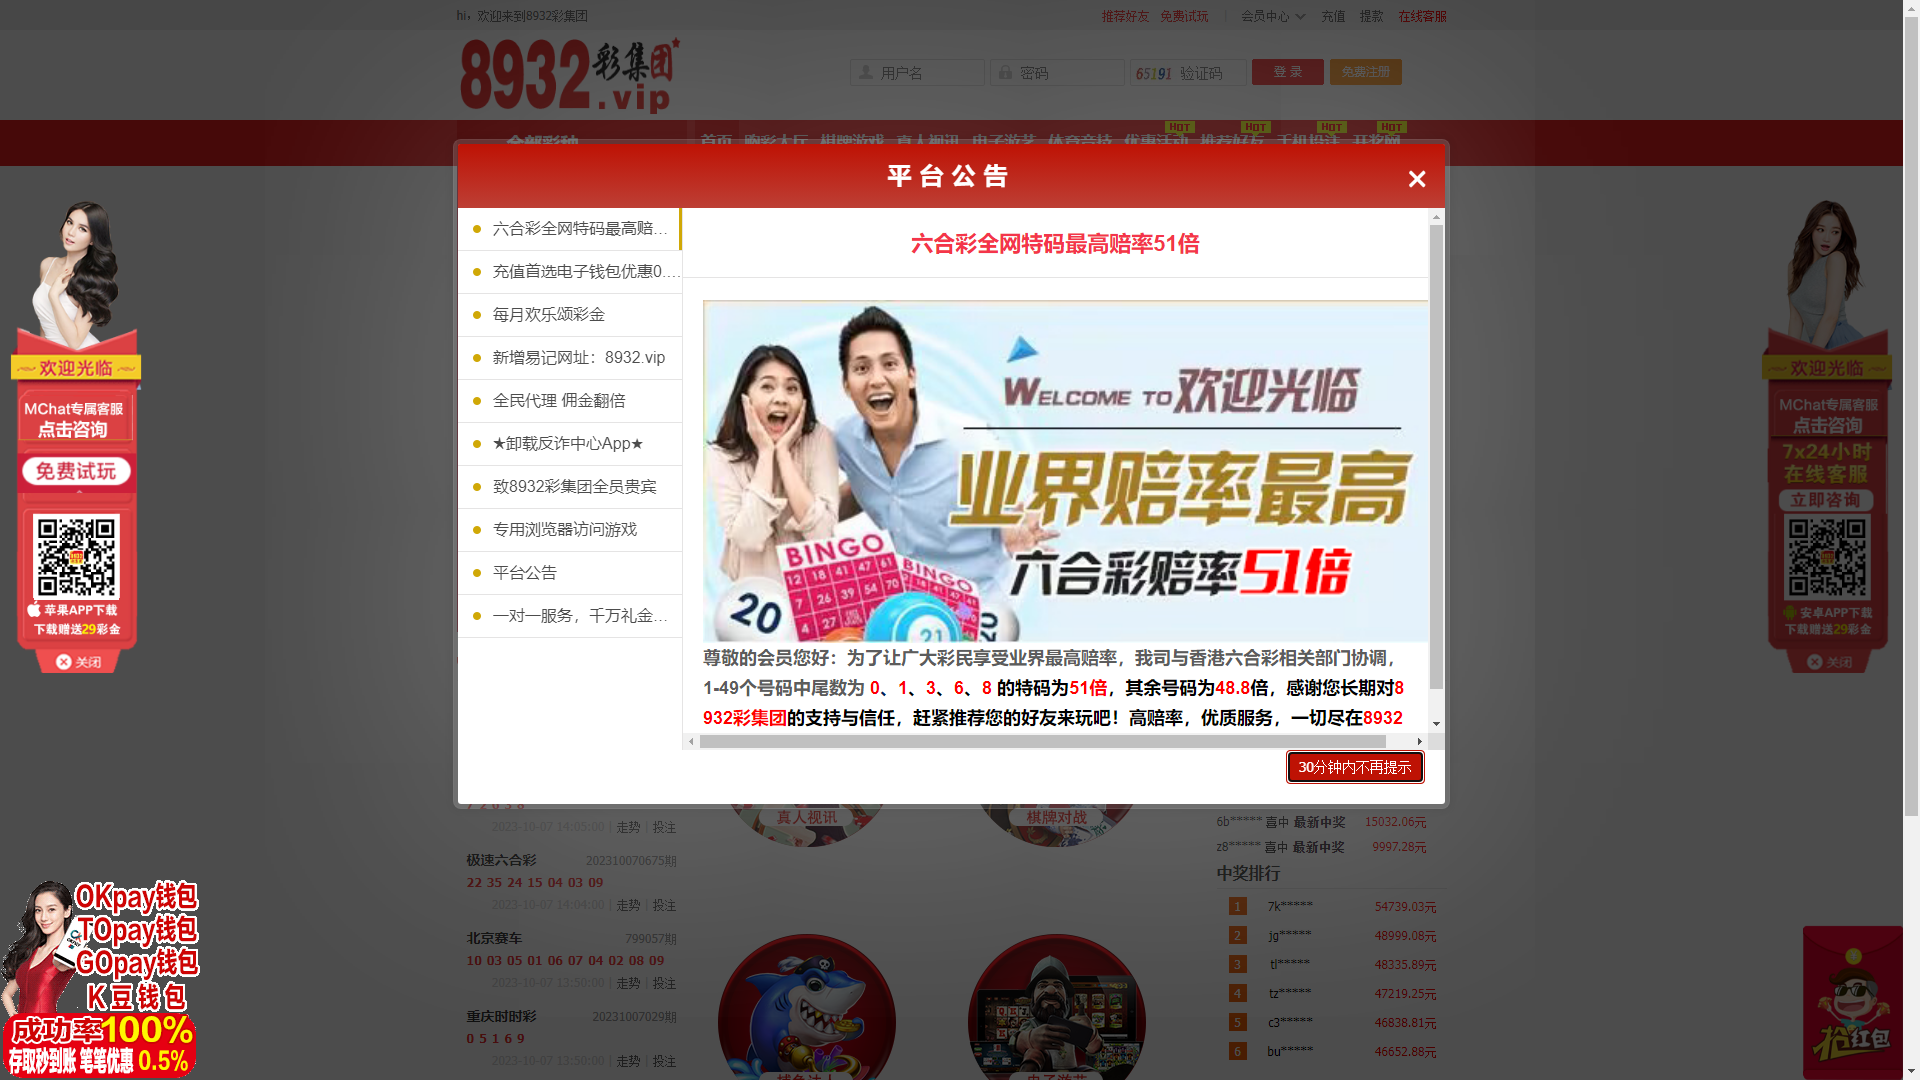 hi，欢迎来到8932彩集团
推荐好友 免费试玩 会员中心 充值 提款 在线客服
8932彩集团
.vip
用户名 密码 65191 验证码 登 录 免费注册
HOT HOT HOT HOT
全部彩种 首页 购彩大厅 棋牌游戏 真人视讯 电子游艺 体育竞技 优惠活动 推荐好友 手机投注 开奖网
平台公告
六合彩全网特码最高赔...
充值首选电子钱包优惠0....
每月欢乐颂彩金
新增易记网址：8932.vip
全民代理 佣金翻倍
★卸载反诈中心App★
致8932彩集团全员贵宾
专用浏览器访问游戏
平台公告
一对一服务，千万礼金...
六合彩全网特码最高赔率51倍
WELCOME TO欢迎光临
业界赔率最高
六合彩赔率51倍
BINGO
12 18 41 47 61
BINGO
20
21
20
尊敬的会员您好：为了让广大彩民享受业界最高赔率，我司与香港六合彩相关部门协调，
1-49个号码中尾数为 0、1、3、6、8 的特码为51倍，其余号码为48.8倍，感谢您长期对8
932彩集团的支持与信任，赶紧推荐您的好友来玩吧！高赔率，优质服务，一切尽在8932
30分钟内不再提示
欢迎光临
MChat专属客服
点击咨询
免费试玩
苹果APP下载
下载赠送29彩金
关闭
欢迎光临
MChat专属客服
点击咨询
7x24小时
在线客服
立即咨询
安卓APP下载
下载赠送29彩金
关闭
OKpay钱包
TOpay钱包
GOpay钱包
K豆钱包
成功率100%
存取秒到账 笔笔优惠 0.5%
7 2 0 3 8
2023-10-07 14:05:00 | 走势 | 投注
极速六合彩 202310070675期
22 35 24 15 04 03 09
2023-10-07 14:04:00 | 走势 | 投注
北京赛车 799057期
10 03 05 01 06 07 04 02 08 09
2023-10-07 13:50:00 | 走势 | 投注
重庆时时彩 20231007029期
0 5 1 6 9
2023-10-07 13:50:00 | 走势 | 投注
真人视讯
棋牌对战
捕鱼达人
电子游艺
6b***** 喜中 最新中奖 15032.06元
z8***** 喜中 最新中奖 9997.28元
中奖排行
1 7k***** 54739.03元
2 jg***** 48999.08元
3 tl***** 48335.89元
4 tz***** 47219.25元
5 c3***** 46838.81元
6 bu***** 46652.88元
抢红包